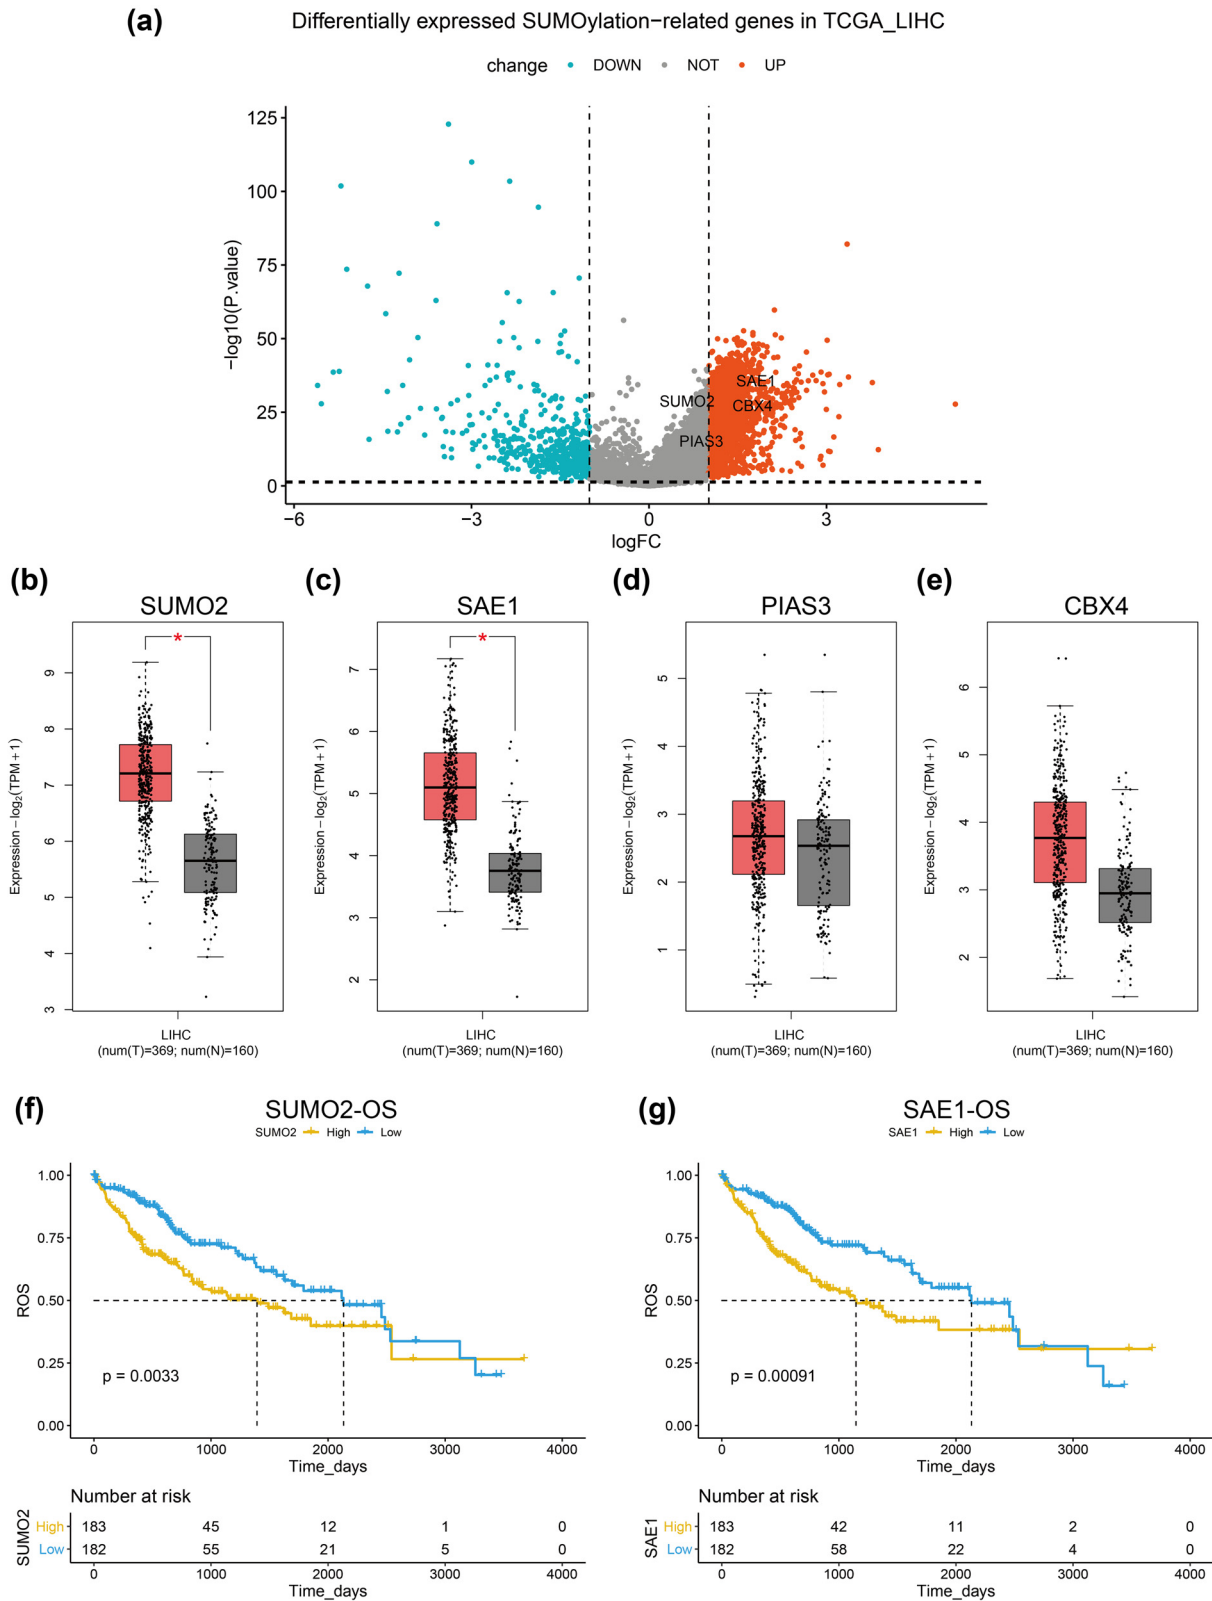 (a)
Differentially expressed SUMOylation−related genes in TCGA_LIHC
change DOWN NOT UP
−log10(P.value)
125
100
75
50
25
0
SAE1
SUMO2
CBX4
PIAS3
−6 −3 0 3
logFC
(b) (c) (d) (e)
SUMO2
Expression − log2(TPM + 1)
9
8
7
6
5
4
3
*
LIHC
(num(T)=369; num(N)=160)
SAE1
Expression − log2(TPM + 1)
7
6
5
4
3
2
*
LIHC
(num(T)=369; num(N)=160)
PIAS3
Expression − log2(TPM + 1)
5
4
3
2
1
LIHC
(num(T)=369; num(N)=160)
CBX4
Expression − log2(TPM + 1)
6
5
4
3
2
LIHC
(num(T)=369; num(N)=160)
(f)
SUMO2-OS
SUMO2 High Low
ROS
1.00
0.75
0.50
0.25
0.00
p = 0.0033
0 1000 2000 3000 4000
Time_days
Number at risk
SUMO2
High 183 45 12 1 0
Low 182 55 21 5 0
0 1000 2000 3000 4000
Time_days
(g)
SAE1-OS
SAE1 High Low
ROS
1.00
0.75
0.50
0.25
0.00
p = 0.00091
0 1000 2000 3000 4000
Time_days
Number at risk
SAE1
High 183 42 11 2 0
Low 182 58 22 4 0
0 1000 2000 3000 4000
Time_days